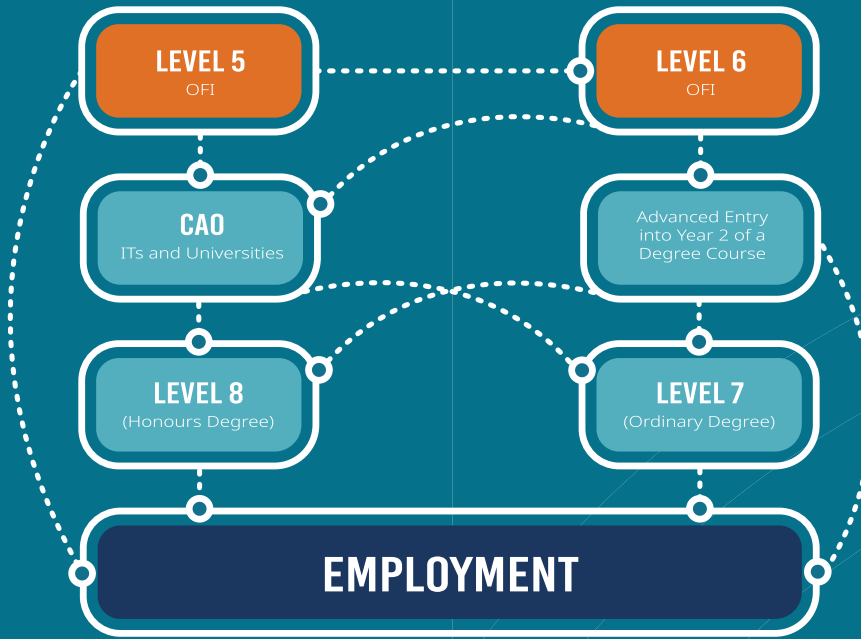 LEVEL 5
OFI
LEVEL 6
OFI
CAO
ITs and Universities
Advanced Entry
into Year 2 of a
Degree Course
LEVEL 8
(Honours Degree)
LEVEL 7
(Ordinary Degree)
EMPLOYMENT